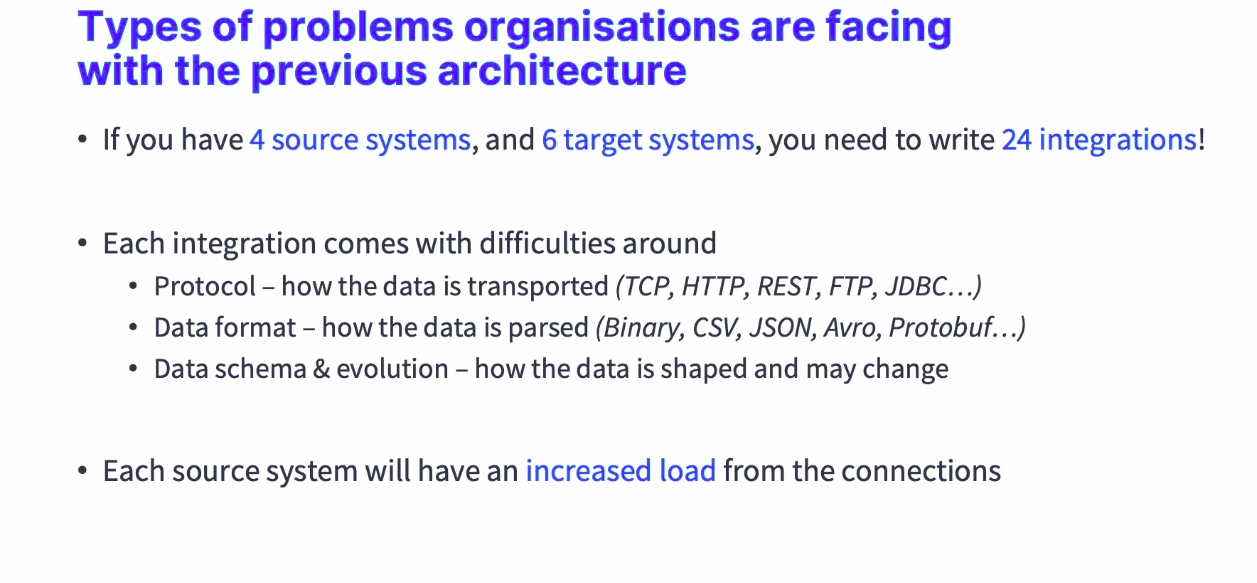 Types of problems organisations are facing
with the previous architecture
• If you have 4 source systems, and 6 target systems, you need to write 24 integrations!
• Each integration comes with difficulties around
• Protocol – how the data is transported (TCP, HTTP, REST, FTP, JDBC…)
• Data format – how the data is parsed (Binary, CSV, JSON, Avro, Protobuf…)
• Data schema & evolution – how the data is shaped and may change
• Each source system will have an increased load from the connections